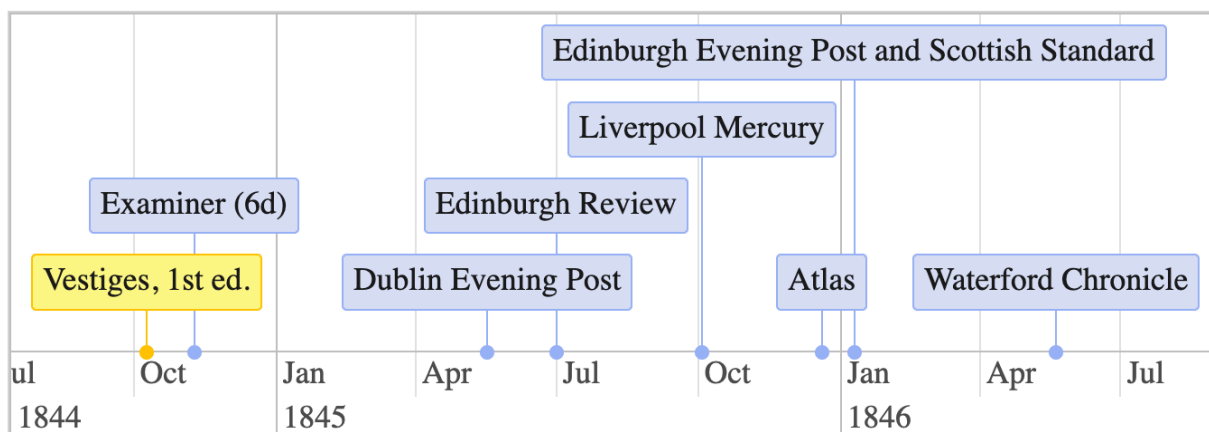 Edinburgh Evening Post and Scottish Standard
Liverpool Mercury
Examiner (6d)
Edinburgh Review
Vestiges, 1st ed.
Dublin Evening Post
Atlas
Waterford Chronicle
ul
Oct
Jan
Apr
Jul
Oct
Jan
Apr
Jul
1844
1845
1846